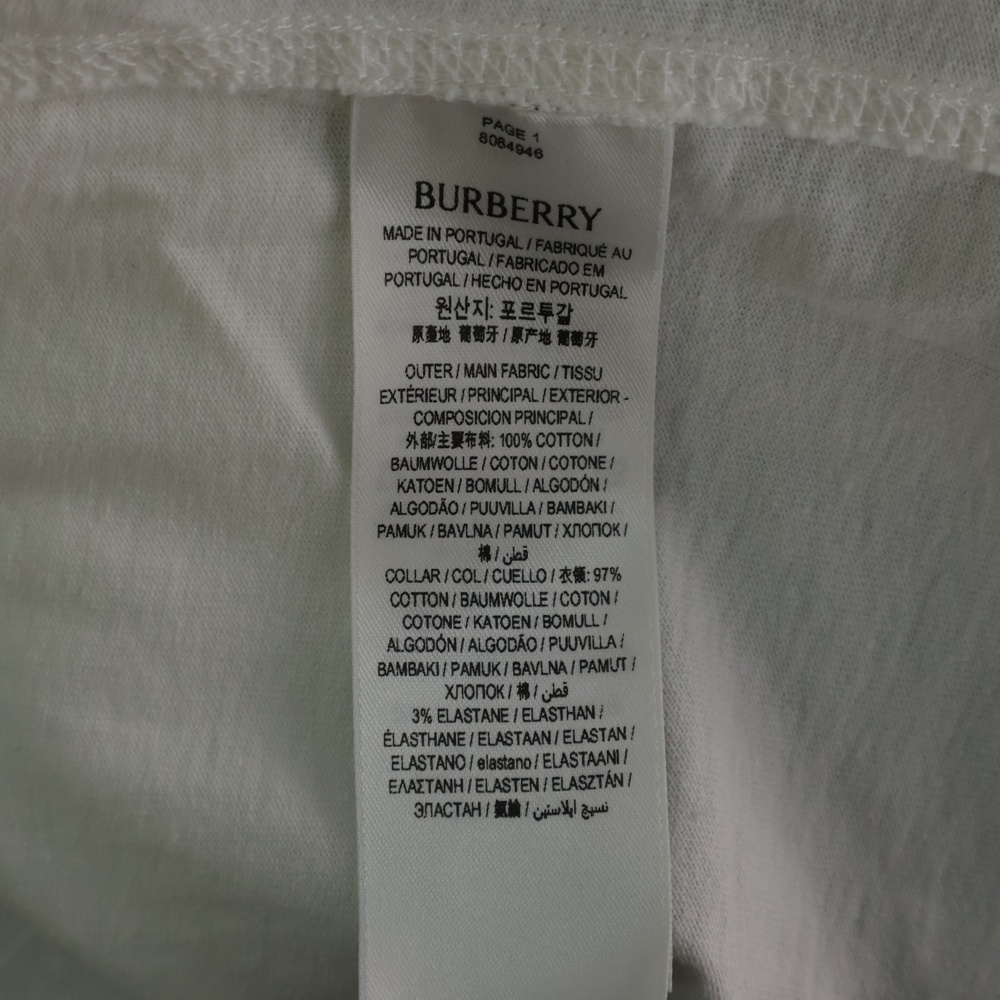 PAGE 1
8084946
BURBERRY
MADE IN PORTUGAL / FABRIQUÉ AU
PORTUGAL / FABRICADO EM
PORTUGAL / HECHO EN PORTUGAL
원산지: 포르투갈
原產地 葡萄牙 / 原产地 葡萄牙
OUTER / MAIN FABRIC / TISSU
EXTÉRIEUR / PRINCIPAL / EXTERIOR -
COMPOSICION PRINCIPAL /
外部/主要布料: 100% COTTON /
BAUMWOLLE / COTON / COTONE /
KATOEN / BOMULL / ALGODÓN /
ALGODÃO / PUUVILLA / BAMBAKI /
PAMUK / BAVLNA / PAMUT / ХЛОПОК /
棉 / قطن
COLLAR / COL / CUELLO / 衣領: 97%
COTTON / BAUMWOLLE / COTON /
COTONE / KATOEN / BOMULL /
ALGODÓN / ALGODÃO / PUUVILLA /
BAMBAKI / PAMUK / BAVLNA / PAMUT /
ХЛОПОК / 棉 / قطن
3% ELASTANE / ELASTHAN /
ÉLASTHANE / ELASTAAN / ELASTAN /
ELASTANO / elastano / ELASTAANI /
ΕΛΑΣΤΑΝΗ / ELASTEN / ELASZTÁN /
ЭЛАСТАН / 氨綸 / نسيج ايلاستين